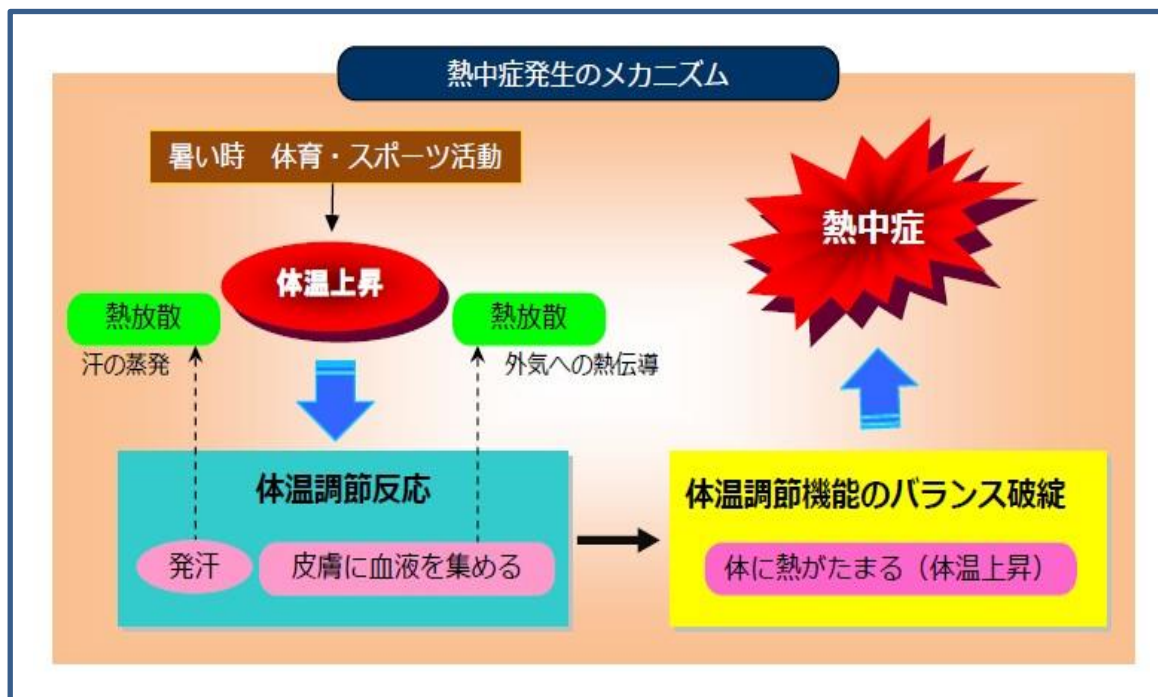 熱中症発生のメカニズム
暑い時　体育・スポーツ活動
熱中症
体温上昇
熱放散
汗の蒸発
熱放散
外気への熱伝導
体温調節反応
発汗
皮膚に血液を集める
体温調節機能のバランス破綻
体に熱がたまる（体温上昇）